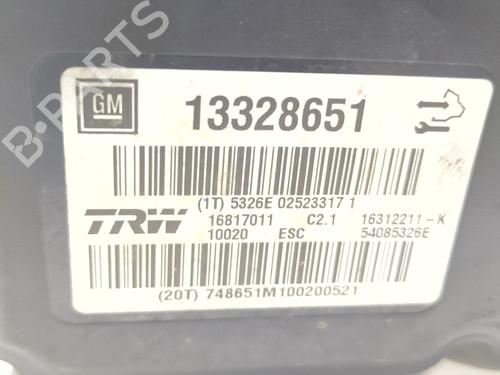 GM
13328651
(1T) 5326E 02523317 1
TRW
16817011 C2.1 16312211-K
10020 ESC 54085326E
(20T) 748651M100200521
B-PARTS